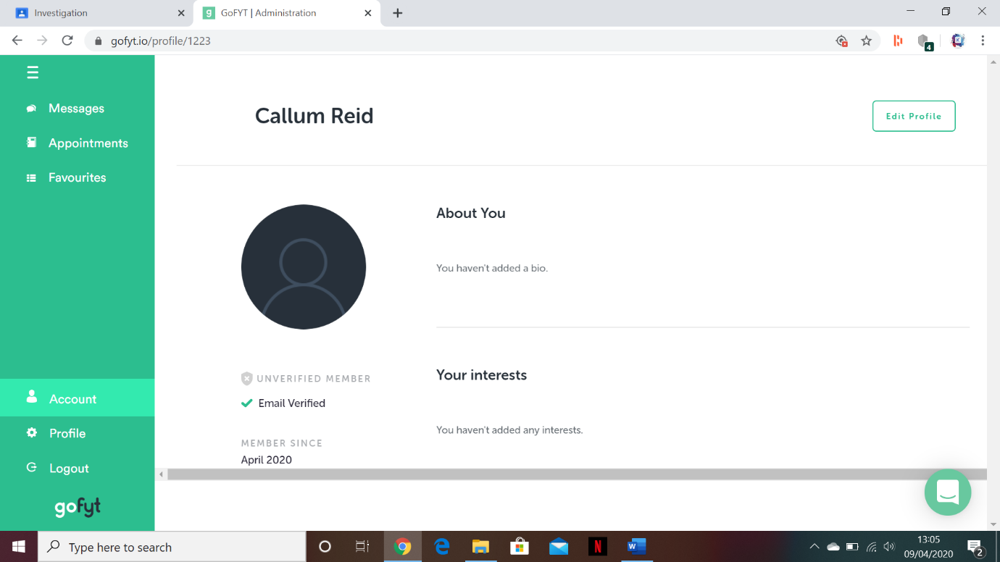 Investigation
g GoFYT | Administration
gofyt.io/profile/1223
4
Messages
Appointments
Favourites
Account
Profile
Logout
gofyt
Callum Reid
Edit Profile
About You
You haven't added a bio.
UNVERIFIED MEMBER
Email Verified
MEMBER SINCE
April 2020
Your interests
You haven't added any interests.
Type here to search
N
W
13:05
09/04/2020
2